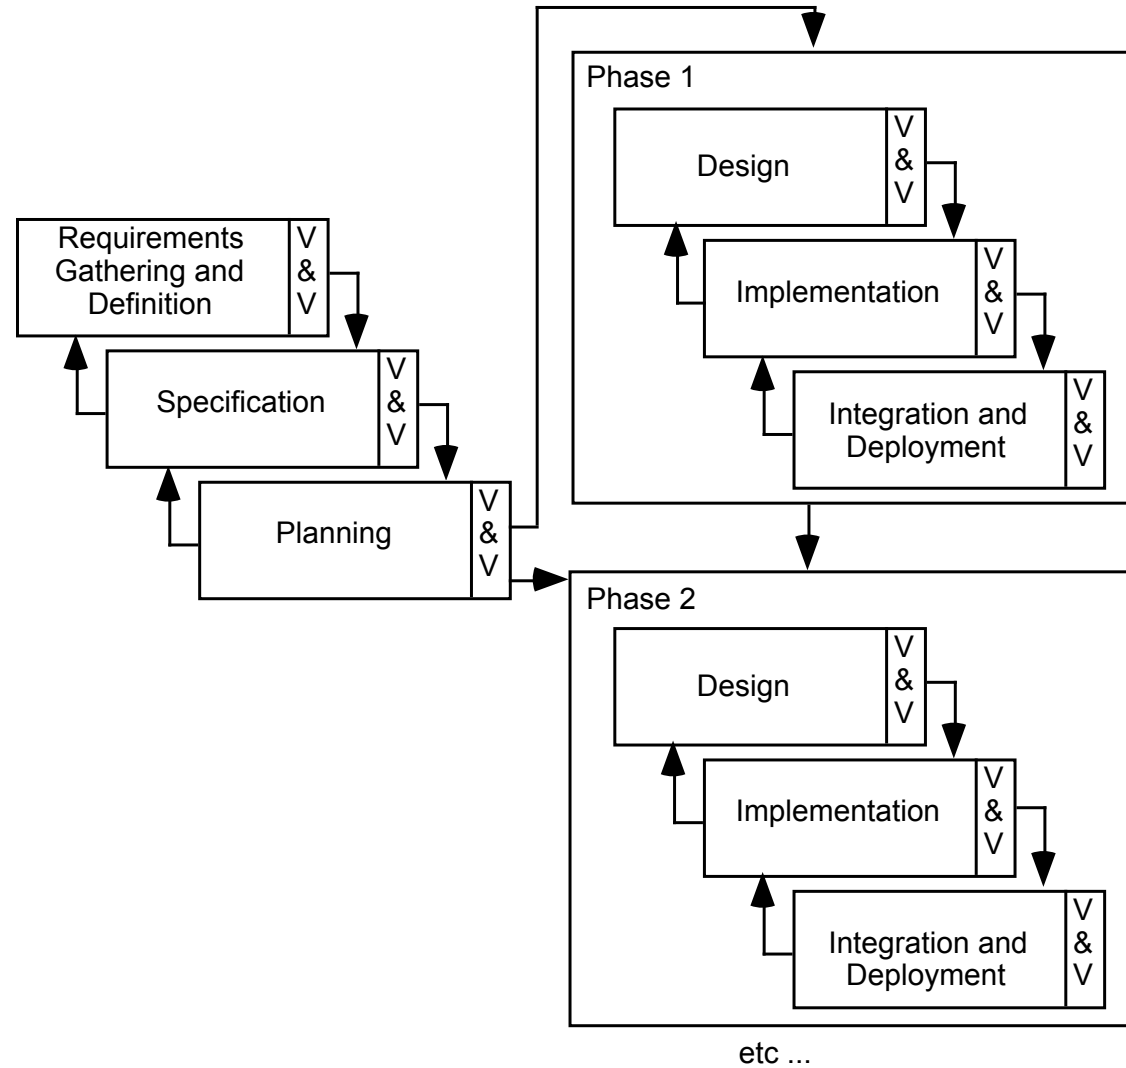 Requirements
Gathering and
Definition
V
&
V
Specification
V
&
V
Planning
V
&
V
Phase 1
Design
V
&
V
Implementation
V
&
V
Integration and
Deployment
V
&
V
Phase 2
Design
V
&
V
Implementation
V
&
V
Integration and
Deployment
V
&
V
etc ...